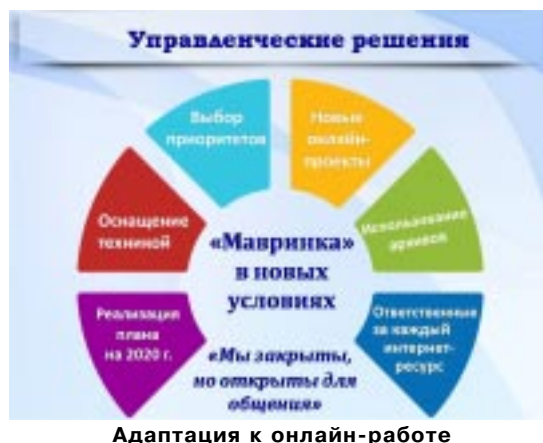 Управленческие решения
Выбор
приоритетов
Новые
онлайн-
проекты
Оснащение
техникой
Использование
архивов
Реализация
плана
на 2020 г.
Ответственные
за каждый
интернет-
ресурс
«Мавринка»
в новых
условиях
«Мы закрыты,
но открыты для
общения»
Адаптация к онлайн-работе